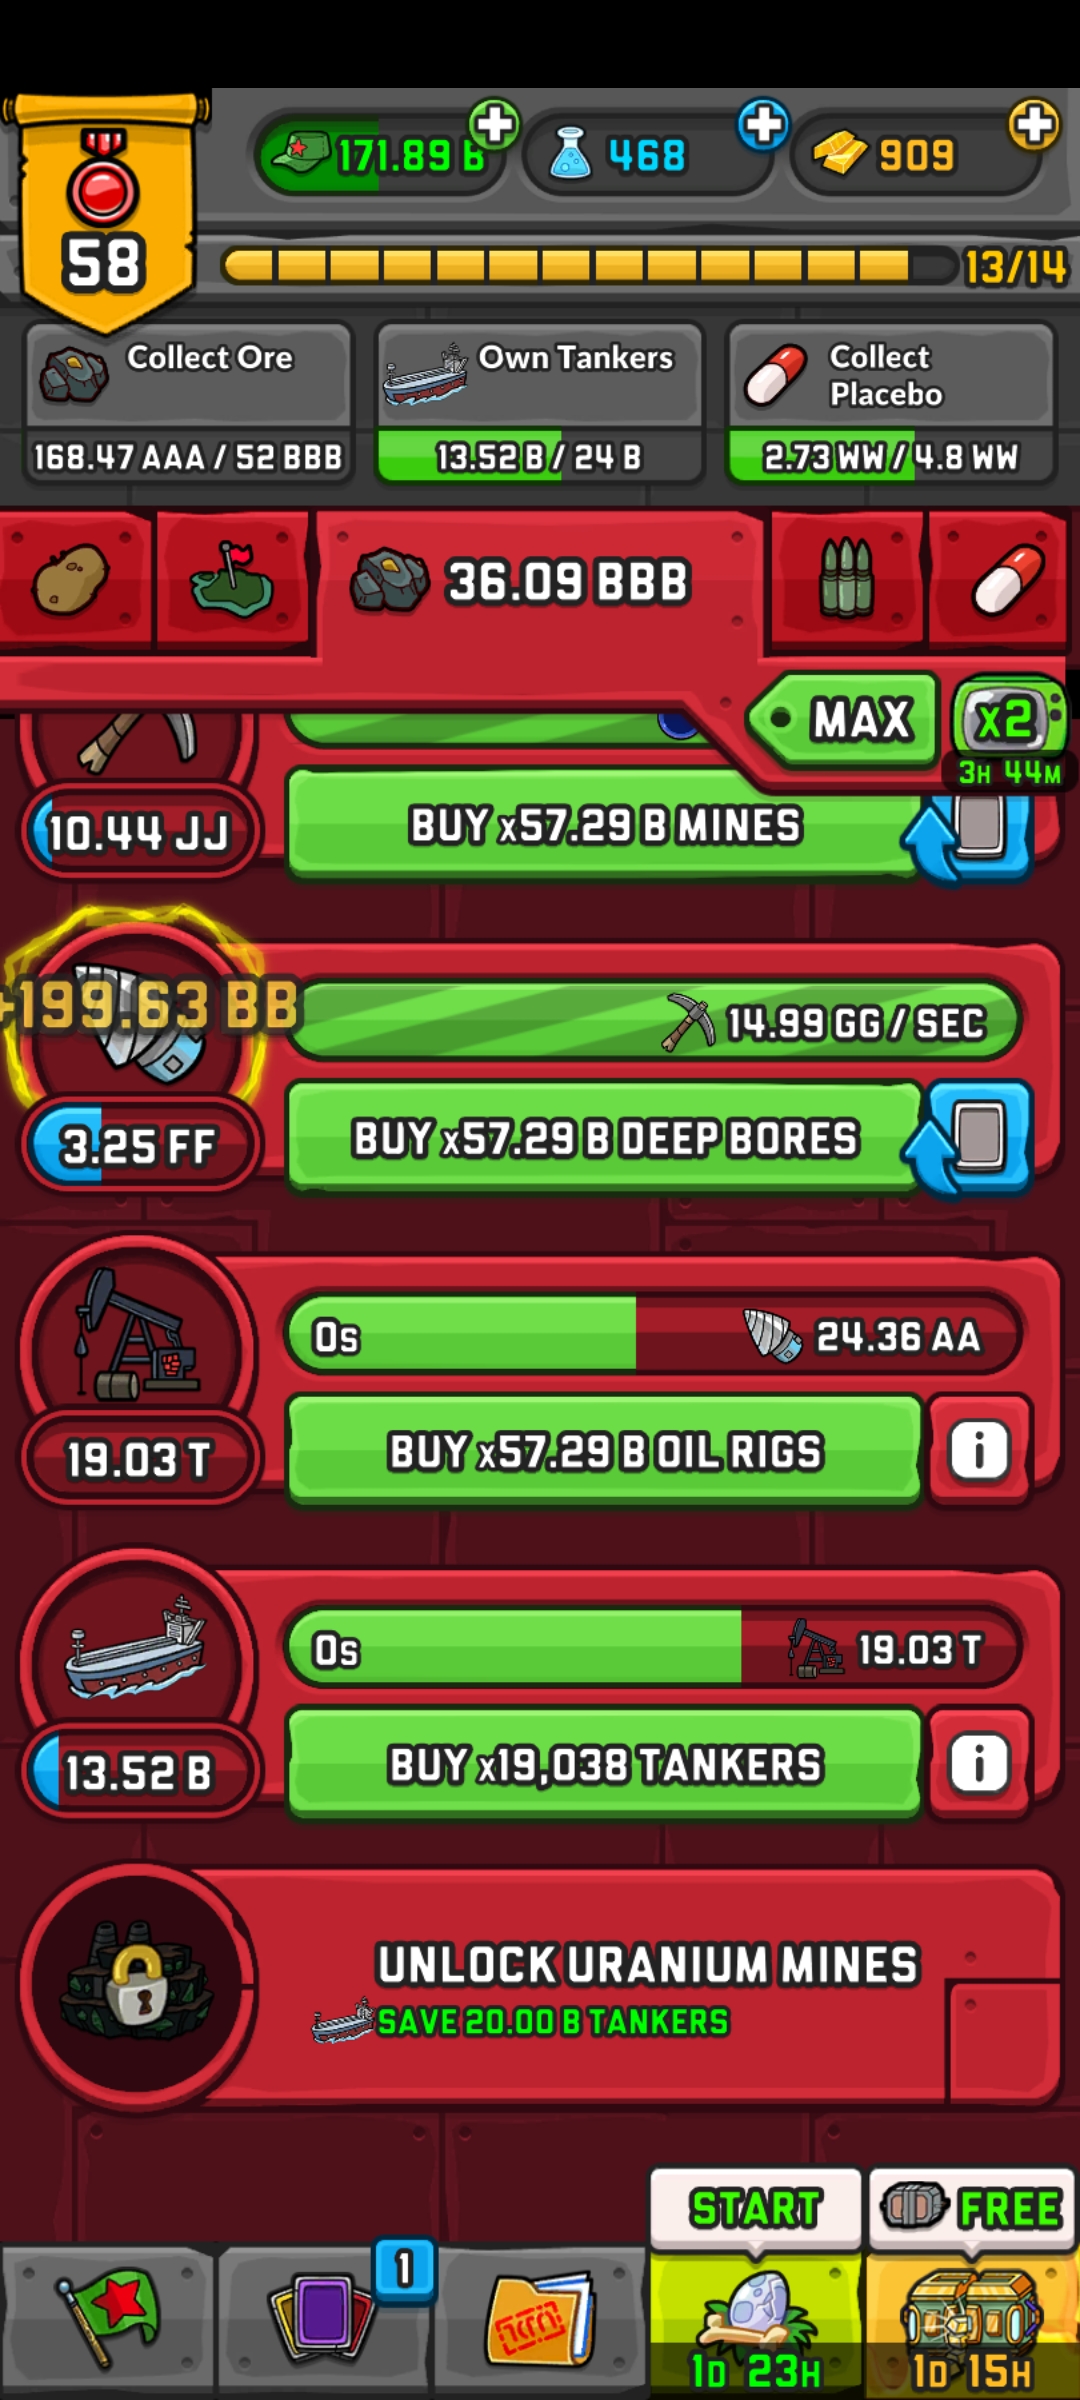 171.89 B
468
909
58
13/14
Collect Ore
Own Tankers
Collect
Placebo
168.47 AAA / 52 BBB
13.52 B / 24 B
2.73 WW / 4.8 WW
36.09 BBB
MAX
x2
3H 44M
10.44 JJ
BUY x57.29 B MINES
+199.63 BB
14.99 GG / SEC
3.25 FF
BUY x57.29 B DEEP BORES
0s
24.36 AA
19.03 T
BUY x57.29 B OIL RIGS
i
0s
19.03 T
13.52 B
BUY x19,038 TANKERS
i
UNLOCK URANIUM MINES
SAVE 20.00 B TANKERS
START
FREE
1
1D 23H
1D 15H